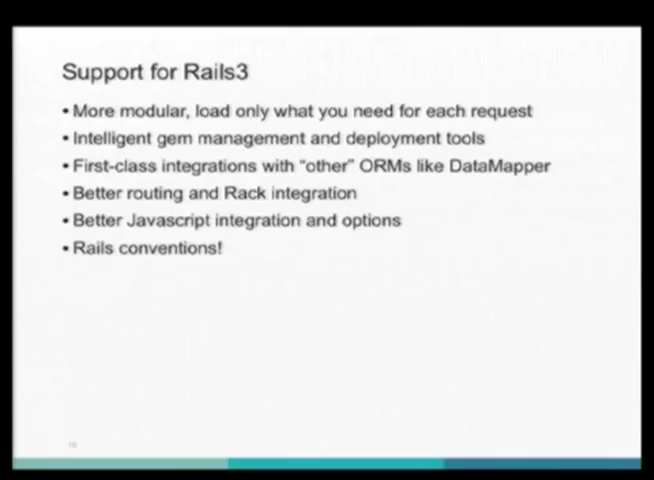 Support for Rails3
• More modular, load only what you need for each request
• Intelligent gem management and deployment tools
• First-class integrations with “other” ORMs like DataMapper
• Better routing and Rack integration
• Better Javascript integration and options
• Rails conventions!